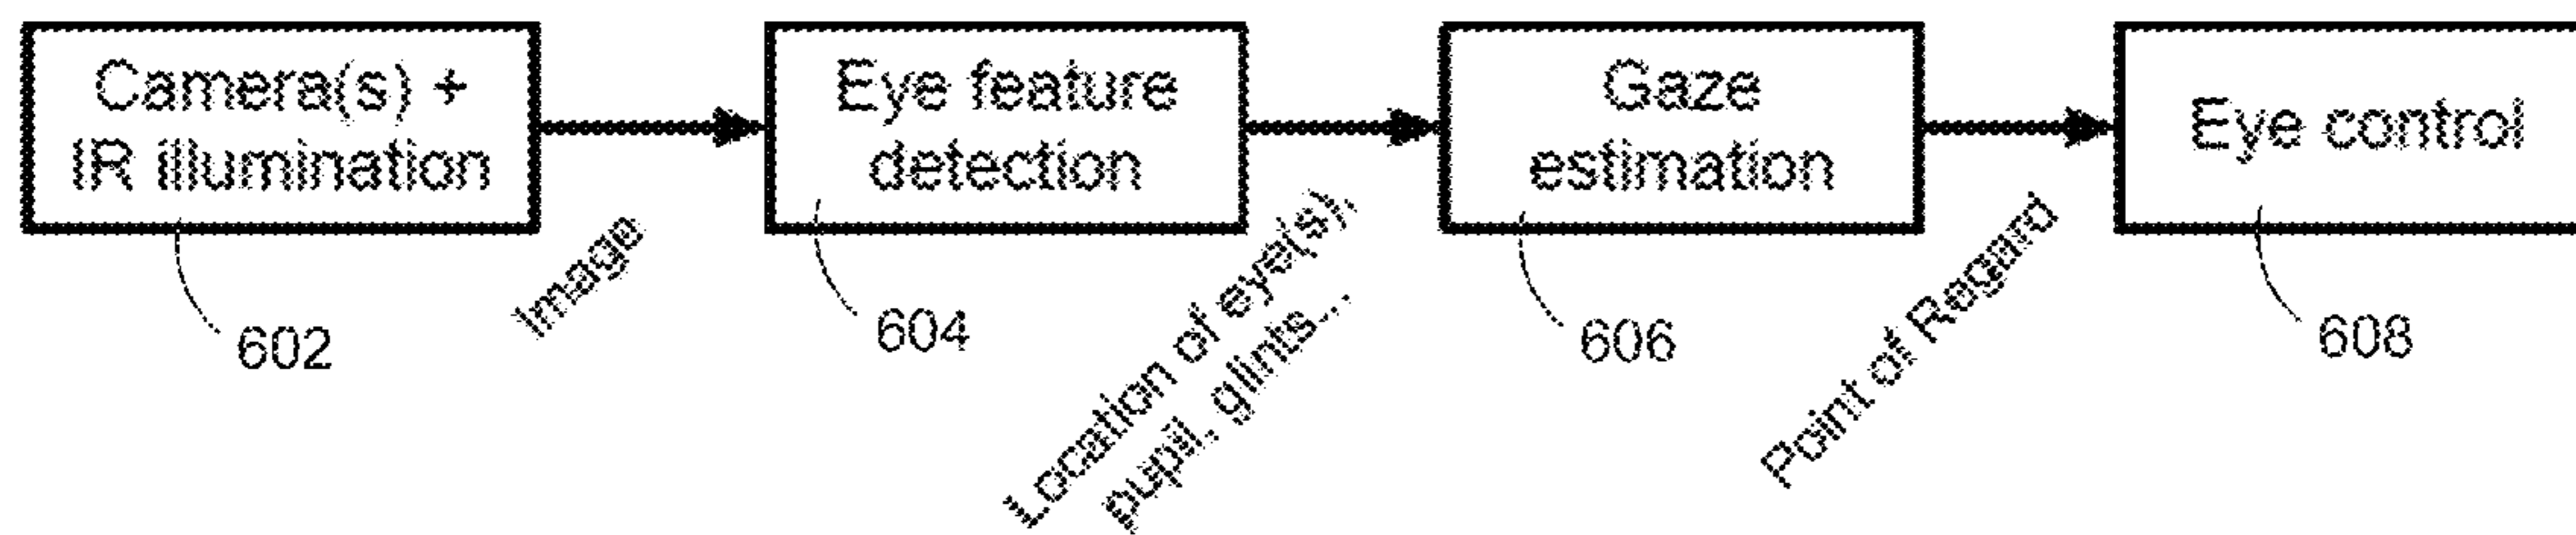 Camera(s) +
IR illumination
602
Image
Eye feature
detection
604
Location of eye(s),
pupil, glints...
Gaze
estimation
606
Point of Regard
Eye control
608